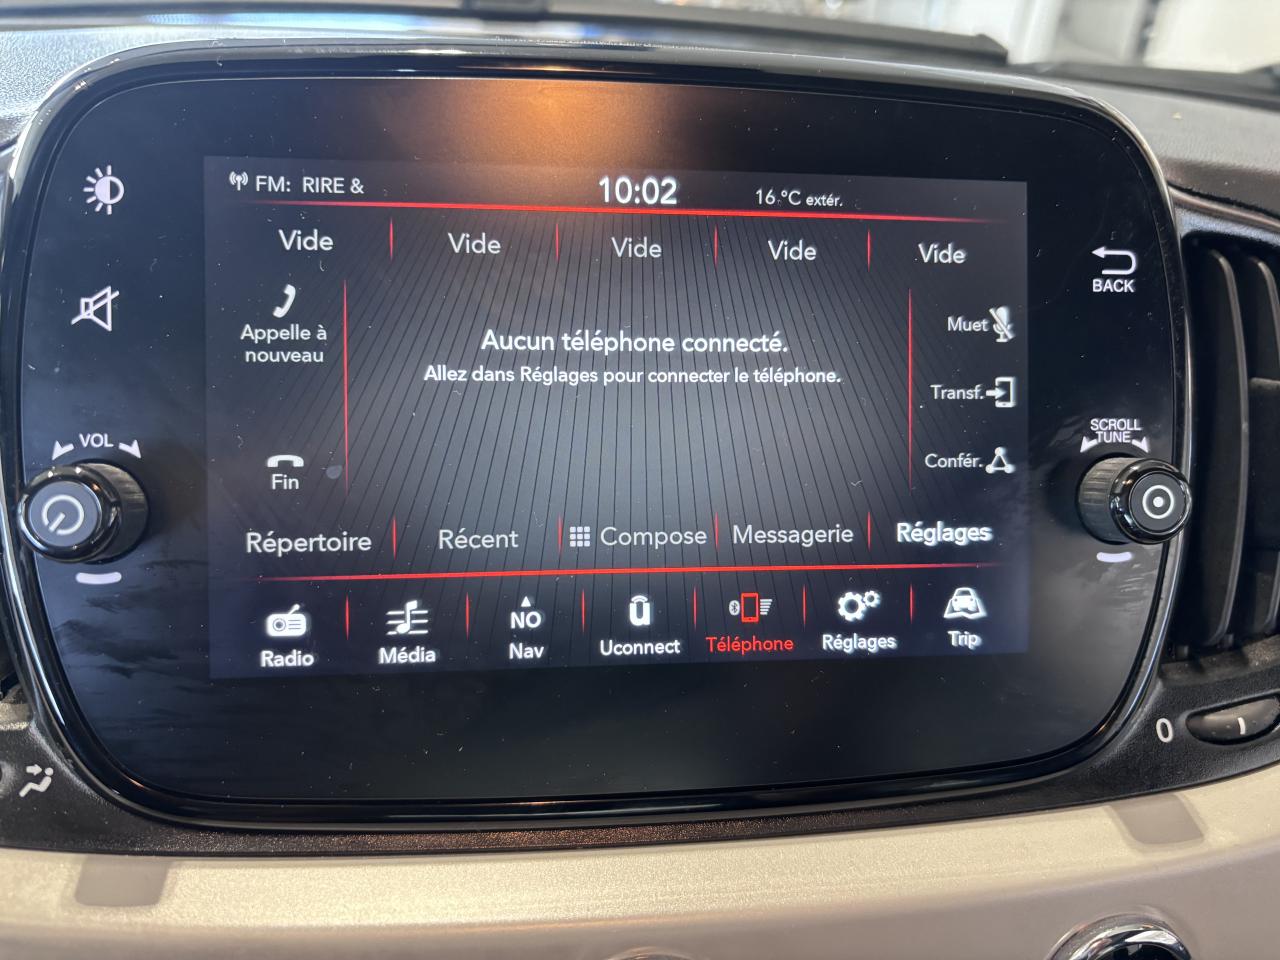 FM: RIRE &
10:02
16 °C extér.
Vide
Vide
Vide
Vide
Vide
BACK
Appelle à
nouveau
Aucun téléphone connecté.
Allez dans Réglages pour connecter le téléphone.
Muet
Transf.
Confér.
VOL
SCROLL
TUNE
Fin
Répertoire
Récent
Compose
Messagerie
Réglages
Radio
Média
NO
Nav
Uconnect
Téléphone
Réglages
Trip
0
I